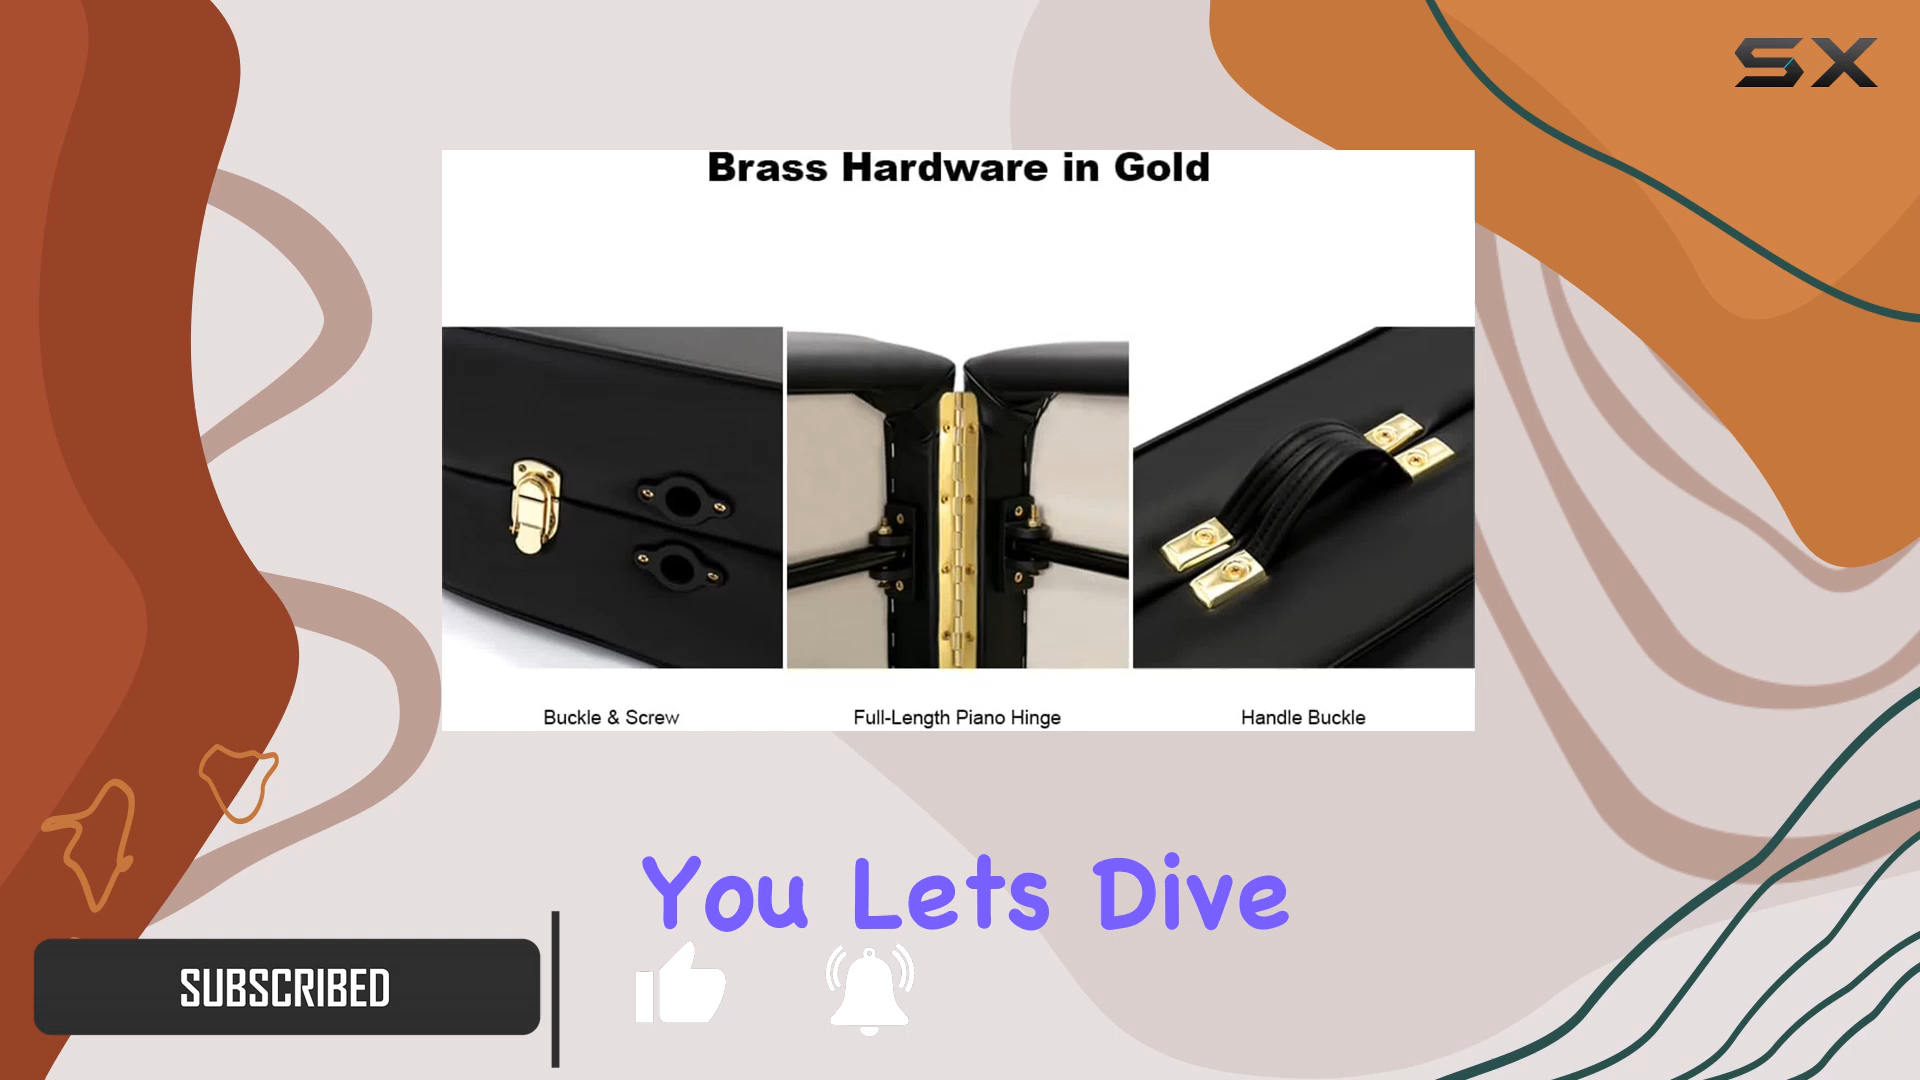 SX
Brass Hardware in Gold
Buckle & Screw
Full-Length Piano Hinge
Handle Buckle
You Lets Dive
SUBSCRIBED